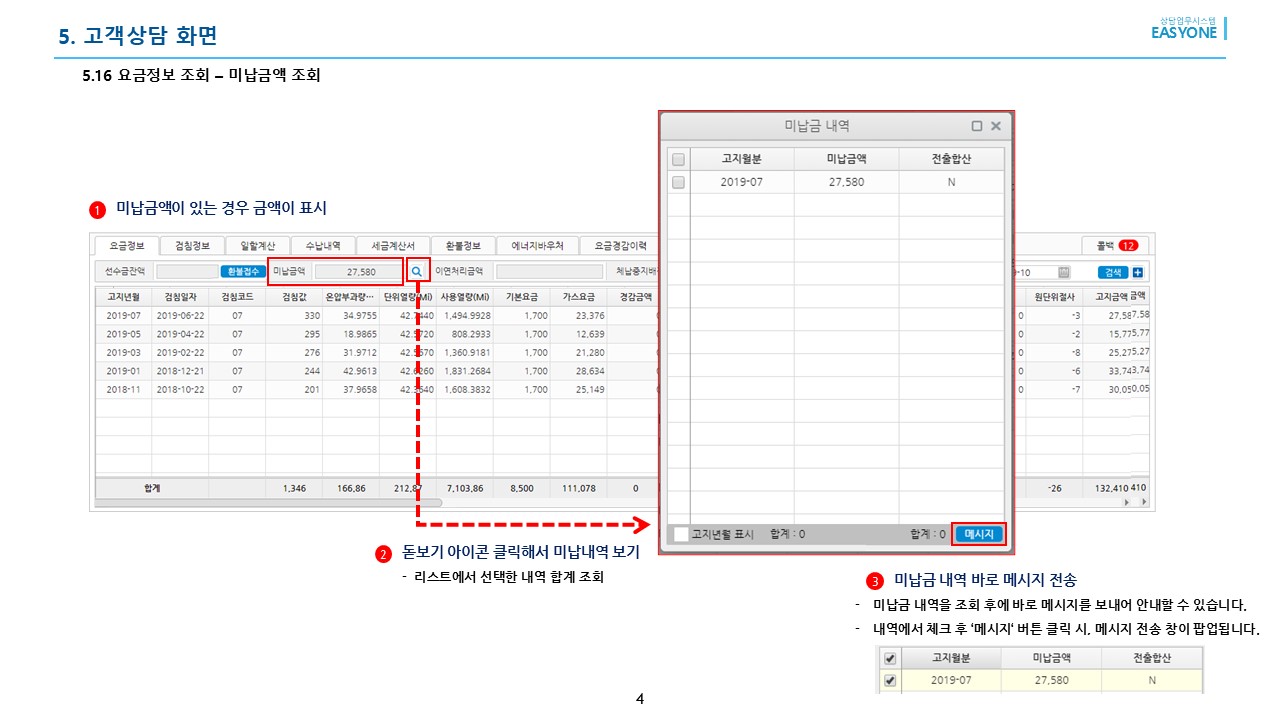 5. 고객상담 화면
상담업무시스템
EASYONE
5.16 요금정보 조회 – 미납금액 조회
1 미납금액이 있는 경우 금액이 표시
요금정보 검침정보 일할계산 수납내역 세금계산서 환불정보 에너지바우처 요금경감이력 콜백 12
선수금잔액 환불접수 미납금액 27,580 이연처리금액 체납중지배 9-10 검색
고지년월 검침일자 검침코드 검침값 온압부과량… 단위열량(MJ) 사용열량(MJ) 기본요금 가스요금 경감금액 원단위절사 고지금액 금액
2019-07 2019-06-22 07 330 34.9755 42.7440 1,494.9928 1,700 23,376 0 -3 27,58 7,58
2019-05 2019-04-22 07 295 18.9865 42.5720 808.2933 1,700 12,639 0 -2 15,77 5,77
2019-03 2019-02-22 07 276 31.9712 42.5670 1,360.9181 1,700 21,280 0 -8 25,27 5,27
2019-01 2018-12-21 07 244 42.9613 42.6260 1,831.2684 1,700 28,634 0 -6 33,74 3,74
2018-11 2018-10-22 07 201 37.9658 42.3640 1,608.3832 1,700 25,149 0 -7 30,05 0,05
합계 1,346 166,86 212,87 7,103,86 8,500 111,078 0 -26 132,410 410
미납금 내역
고지월분 미납금액 전출합산
2019-07 27,580 N
고지년월 표시 합계 : 0 합계 : 0 메시지
2 돋보기 아이콘 클릭해서 미납내역 보기
- 리스트에서 선택한 내역 합계 조회
3 미납금 내역 바로 메시지 전송
- 미납금 내역을 조회 후에 바로 메시지를 보내어 안내할 수 있습니다.
- 내역에서 체크 후 ‘메시지‘ 버튼 클릭 시, 메시지 전송 창이 팝업됩니다.
고지월분 미납금액 전출합산
2019-07 27,580 N
4